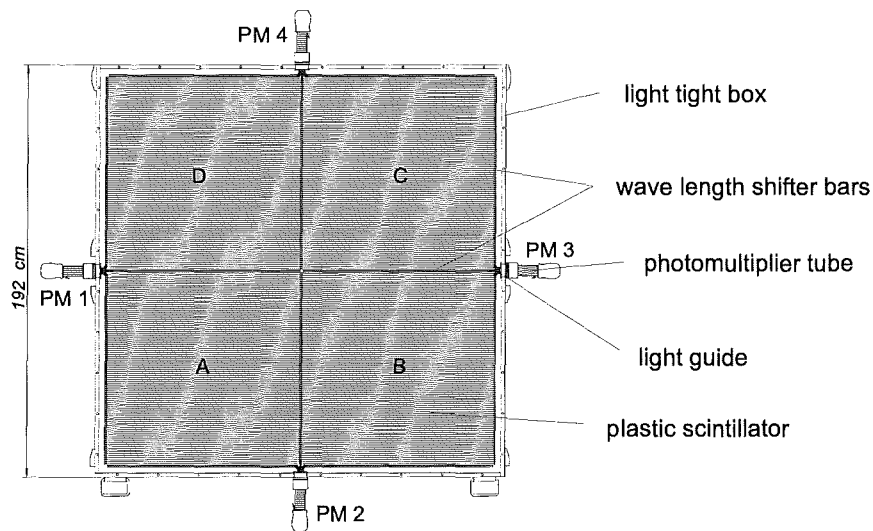 PM 4
light tight box
D
C
wave length shifter bars
PM 3
192 cm
PM 1
photomultiplier tube
A
B
light guide
plastic scintillator
PM 2